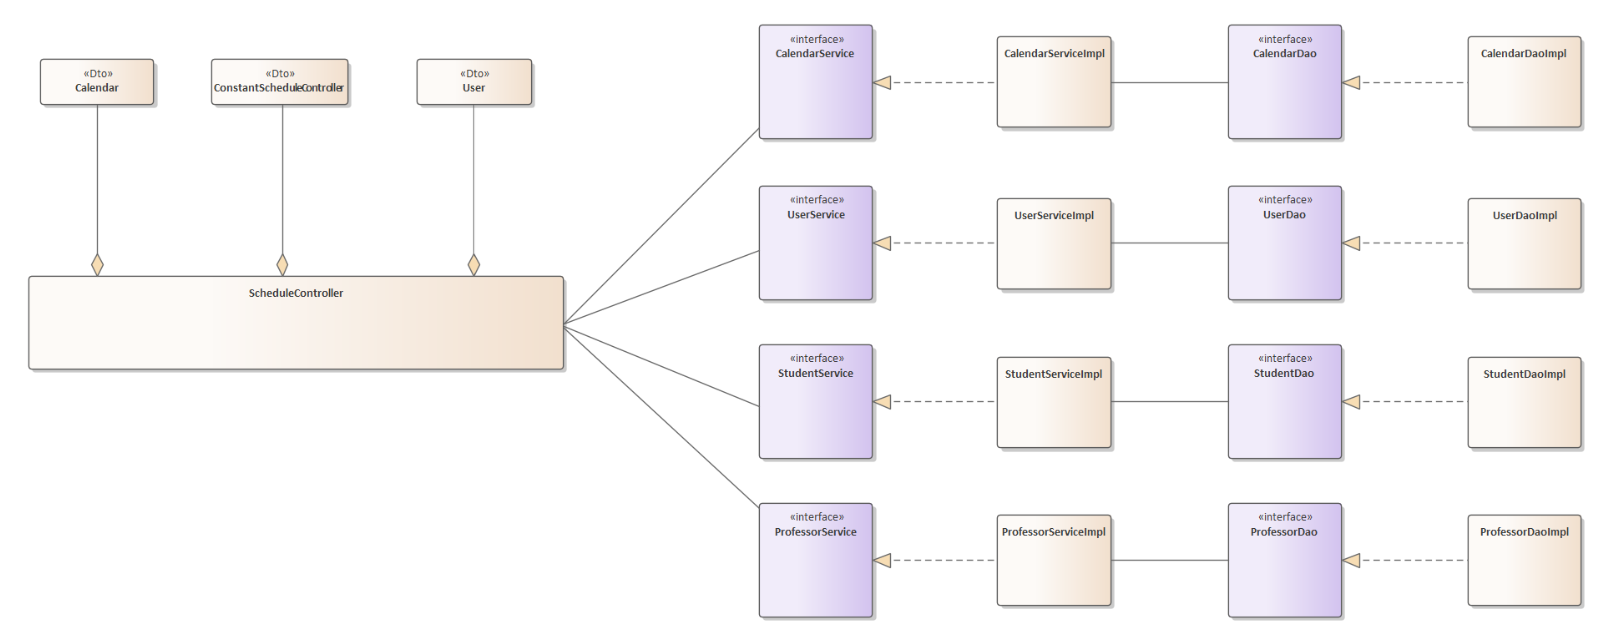 «Dto»
Calendar
«Dto»
ConstantScheduleController
«Dto»
User
ScheduleController
«interface»
CalendarService
CalendarServiceImpl
«interface»
CalendarDao
CalendarDaoImpl
«interface»
UserService
UserServiceImpl
«interface»
UserDao
UserDaoImpl
«interface»
StudentService
StudentServiceImpl
«interface»
StudentDao
StudentDaoImpl
«interface»
ProfessorService
ProfessorServiceImpl
«interface»
ProfessorDao
ProfessorDaoImpl